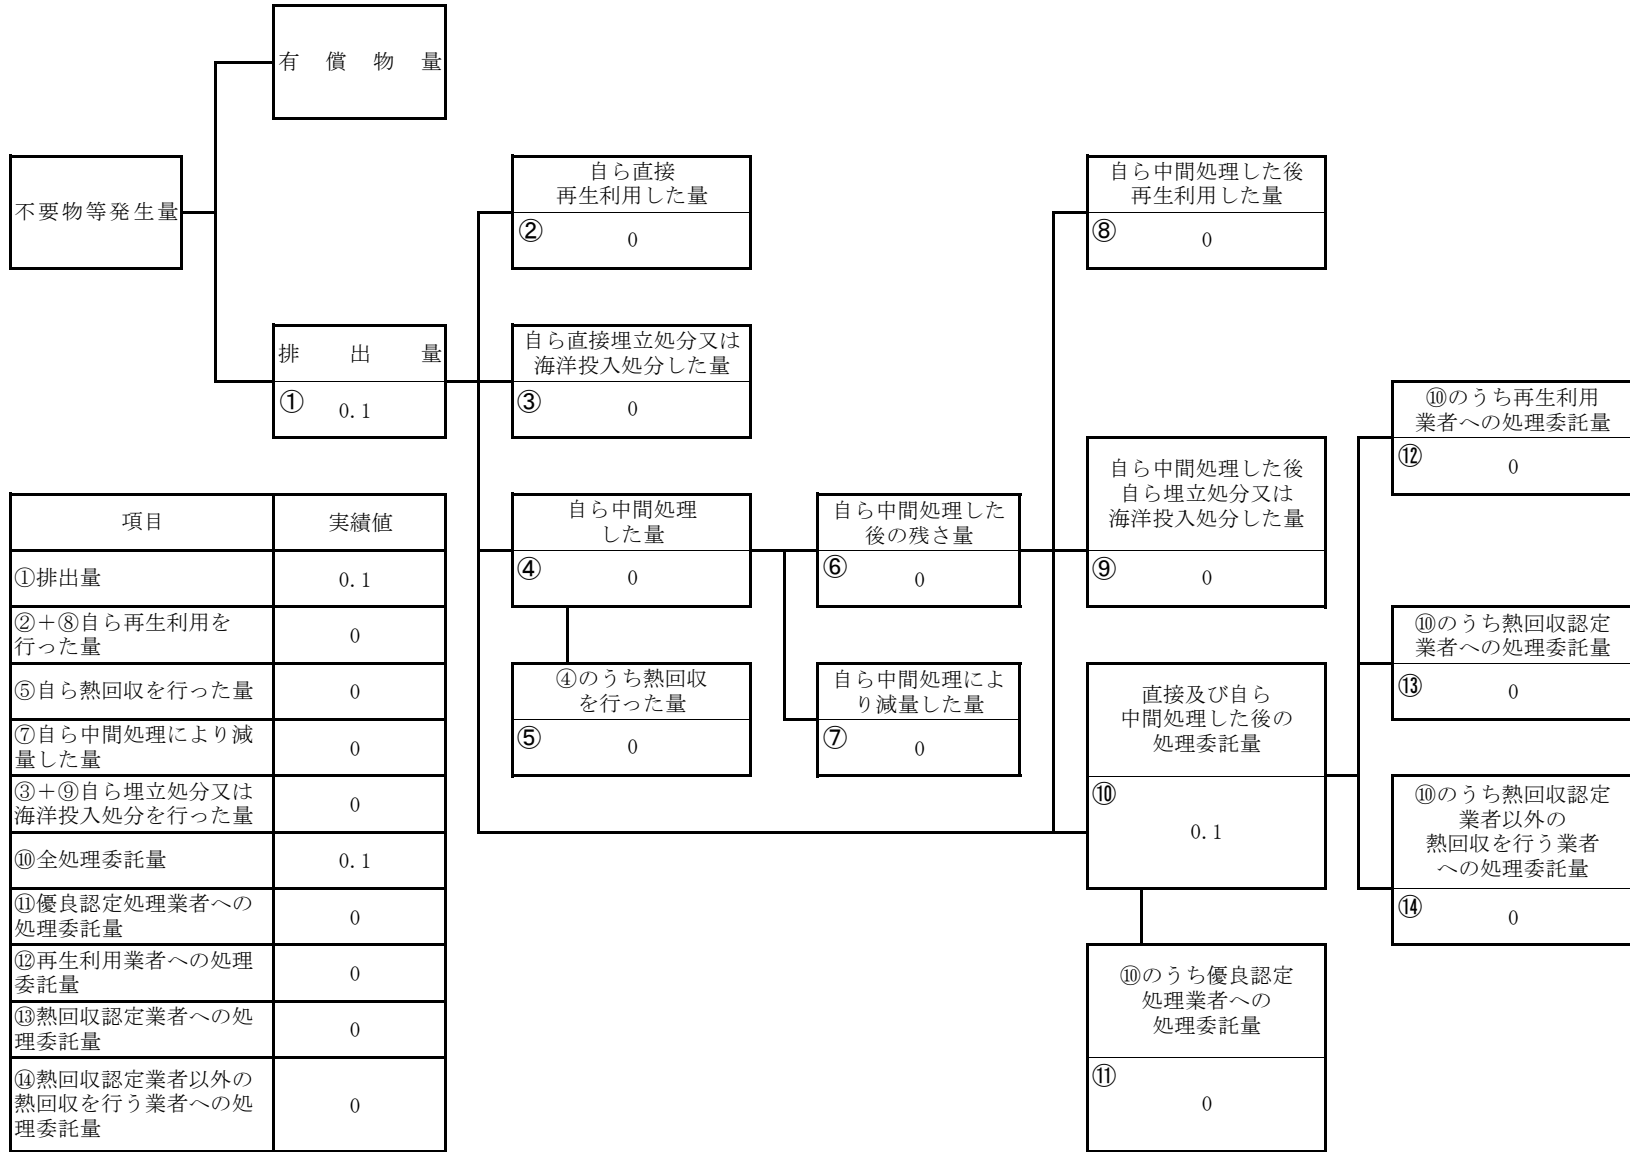 有償物量
不要物等発生量
自ら直接
再生利用した量
② 0
自ら中間処理した後
再生利用した量
⑧ 0
排出量
① 0.1
自ら直接埋立処分又は
海洋投入処分した量
③ 0
⑩のうち再生利用
業者への処理委託量
⑫ 0
自ら中間処理
した量
④ 0
自ら中間処理した
後の残さ量
⑥ 0
自ら中間処理した後
自ら埋立処分又は
海洋投入処分した量
⑨ 0
④のうち熱回収
を行った量
⑤ 0
自ら中間処理によ
り減量した量
⑦ 0
直接及び自ら
中間処理した後の
処理委託量
⑩
0.1
⑩のうち熱回収認定
業者への処理委託量
⑬ 0
⑩のうち熱回収認定
業者以外の
熱回収を行う業者
への処理委託量
⑭ 0
⑩のうち優良認定
処理業者への
処理委託量
⑪
0
項目 実績値
①排出量 0.1
②＋⑧自ら再生利用を
行った量 0
⑤自ら熱回収を行った量 0
⑦自ら中間処理により減
量した量 0
③＋⑨自ら埋立処分又は
海洋投入処分を行った量 0
⑩全処理委託量 0.1
⑪優良認定処理業者への
処理委託量 0
⑫再生利用業者への処理
委託量 0
⑬熱回収認定業者への処
理委託量 0
⑭熱回収認定業者以外の
熱回収を行う業者への処 0
理委託量